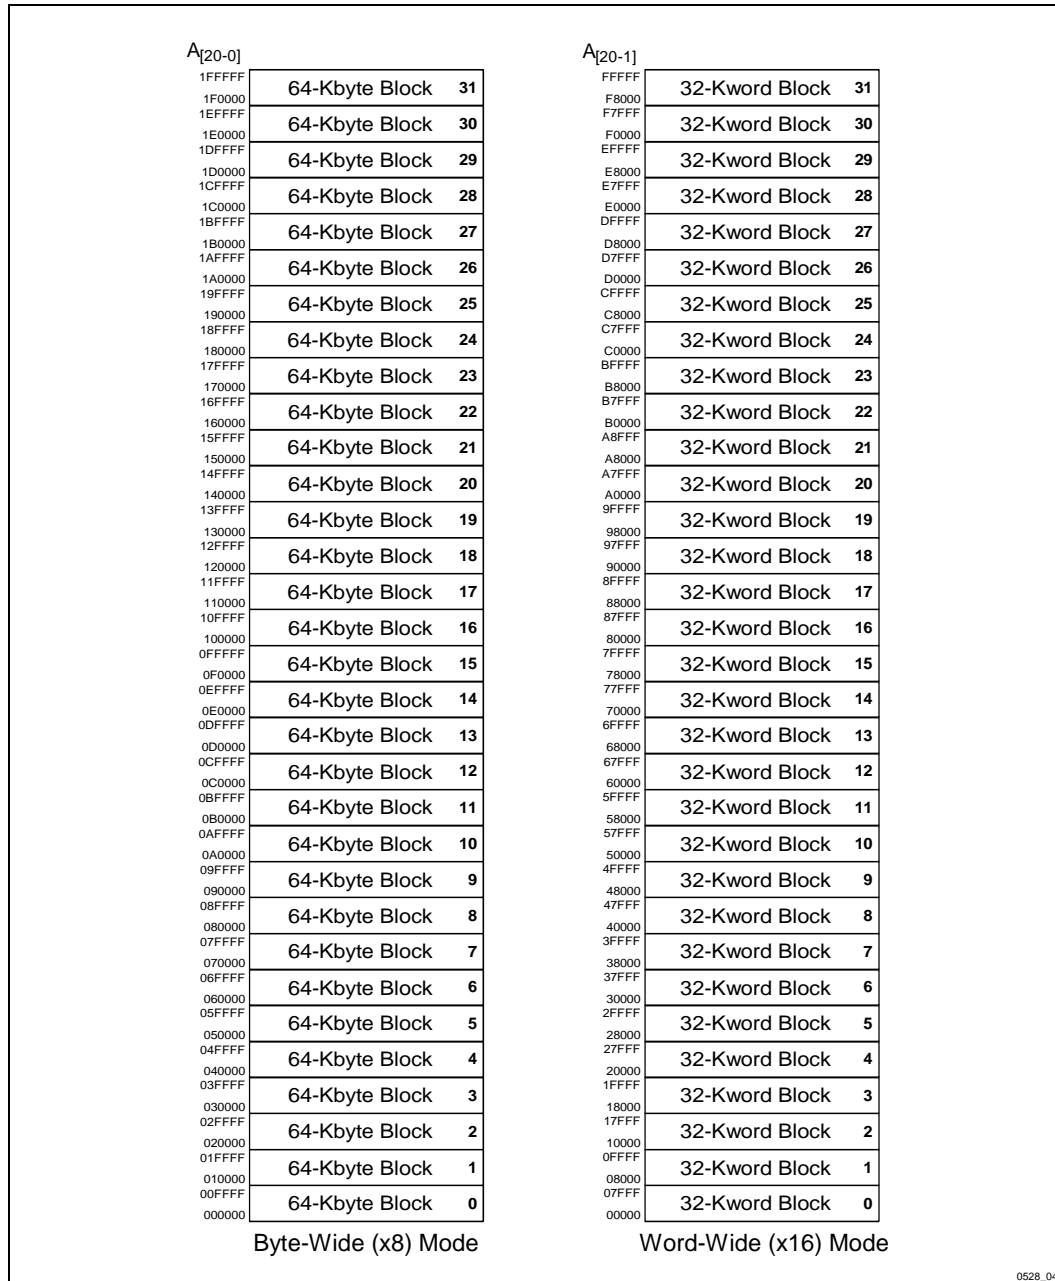 A[20-0]
1FFFFF
64-Kbyte Block 31
1F0000
1EFFFF
64-Kbyte Block 30
1E0000
1DFFFF
64-Kbyte Block 29
1D0000
1CFFFF
64-Kbyte Block 28
1C0000
1BFFFF
64-Kbyte Block 27
1B0000
1AFFFF
64-Kbyte Block 26
1A0000
19FFFF
64-Kbyte Block 25
190000
18FFFF
64-Kbyte Block 24
180000
17FFFF
64-Kbyte Block 23
170000
16FFFF
64-Kbyte Block 22
160000
15FFFF
64-Kbyte Block 21
150000
14FFFF
64-Kbyte Block 20
140000
13FFFF
64-Kbyte Block 19
130000
12FFFF
64-Kbyte Block 18
120000
11FFFF
64-Kbyte Block 17
110000
10FFFF
64-Kbyte Block 16
100000
0FFFFF
64-Kbyte Block 15
0F0000
0EFFFF
64-Kbyte Block 14
0E0000
0DFFFF
64-Kbyte Block 13
0D0000
0CFFFF
64-Kbyte Block 12
0C0000
0BFFFF
64-Kbyte Block 11
0B0000
0AFFFF
64-Kbyte Block 10
0A0000
09FFFF
64-Kbyte Block 9
090000
08FFFF
64-Kbyte Block 8
080000
07FFFF
64-Kbyte Block 7
070000
06FFFF
64-Kbyte Block 6
060000
05FFFF
64-Kbyte Block 5
050000
04FFFF
64-Kbyte Block 4
040000
03FFFF
64-Kbyte Block 3
030000
02FFFF
64-Kbyte Block 2
020000
01FFFF
64-Kbyte Block 1
010000
00FFFF
64-Kbyte Block 0
000000
Byte-Wide (x8) Mode
A[20-1]
FFFFF
32-Kword Block 31
F8000
F7FFF
32-Kword Block 30
F0000
EFFFF
32-Kword Block 29
E8000
E7FFF
32-Kword Block 28
E0000
DFFFF
32-Kword Block 27
D8000
D7FFF
32-Kword Block 26
D0000
CFFFF
32-Kword Block 25
C8000
C7FFF
32-Kword Block 24
C0000
BFFFF
32-Kword Block 23
B8000
B7FFF
32-Kword Block 22
B0000
A8FFF
32-Kword Block 21
A8000
A7FFF
32-Kword Block 20
A0000
9FFFF
32-Kword Block 19
98000
97FFF
32-Kword Block 18
90000
8FFFF
32-Kword Block 17
88000
87FFF
32-Kword Block 16
80000
7FFFF
32-Kword Block 15
78000
77FFF
32-Kword Block 14
70000
6FFFF
32-Kword Block 13
68000
67FFF
32-Kword Block 12
60000
5FFFF
32-Kword Block 11
58000
57FFF
32-Kword Block 10
50000
4FFFF
32-Kword Block 9
48000
47FFF
32-Kword Block 8
40000
3FFFF
32-Kword Block 7
38000
37FFF
32-Kword Block 6
30000
2FFFF
32-Kword Block 5
28000
27FFF
32-Kword Block 4
20000
1FFFF
32-Kword Block 3
18000
17FFF
32-Kword Block 2
10000
0FFFF
32-Kword Block 1
08000
07FFF
32-Kword Block 0
00000
Word-Wide (x16) Mode
0528_04